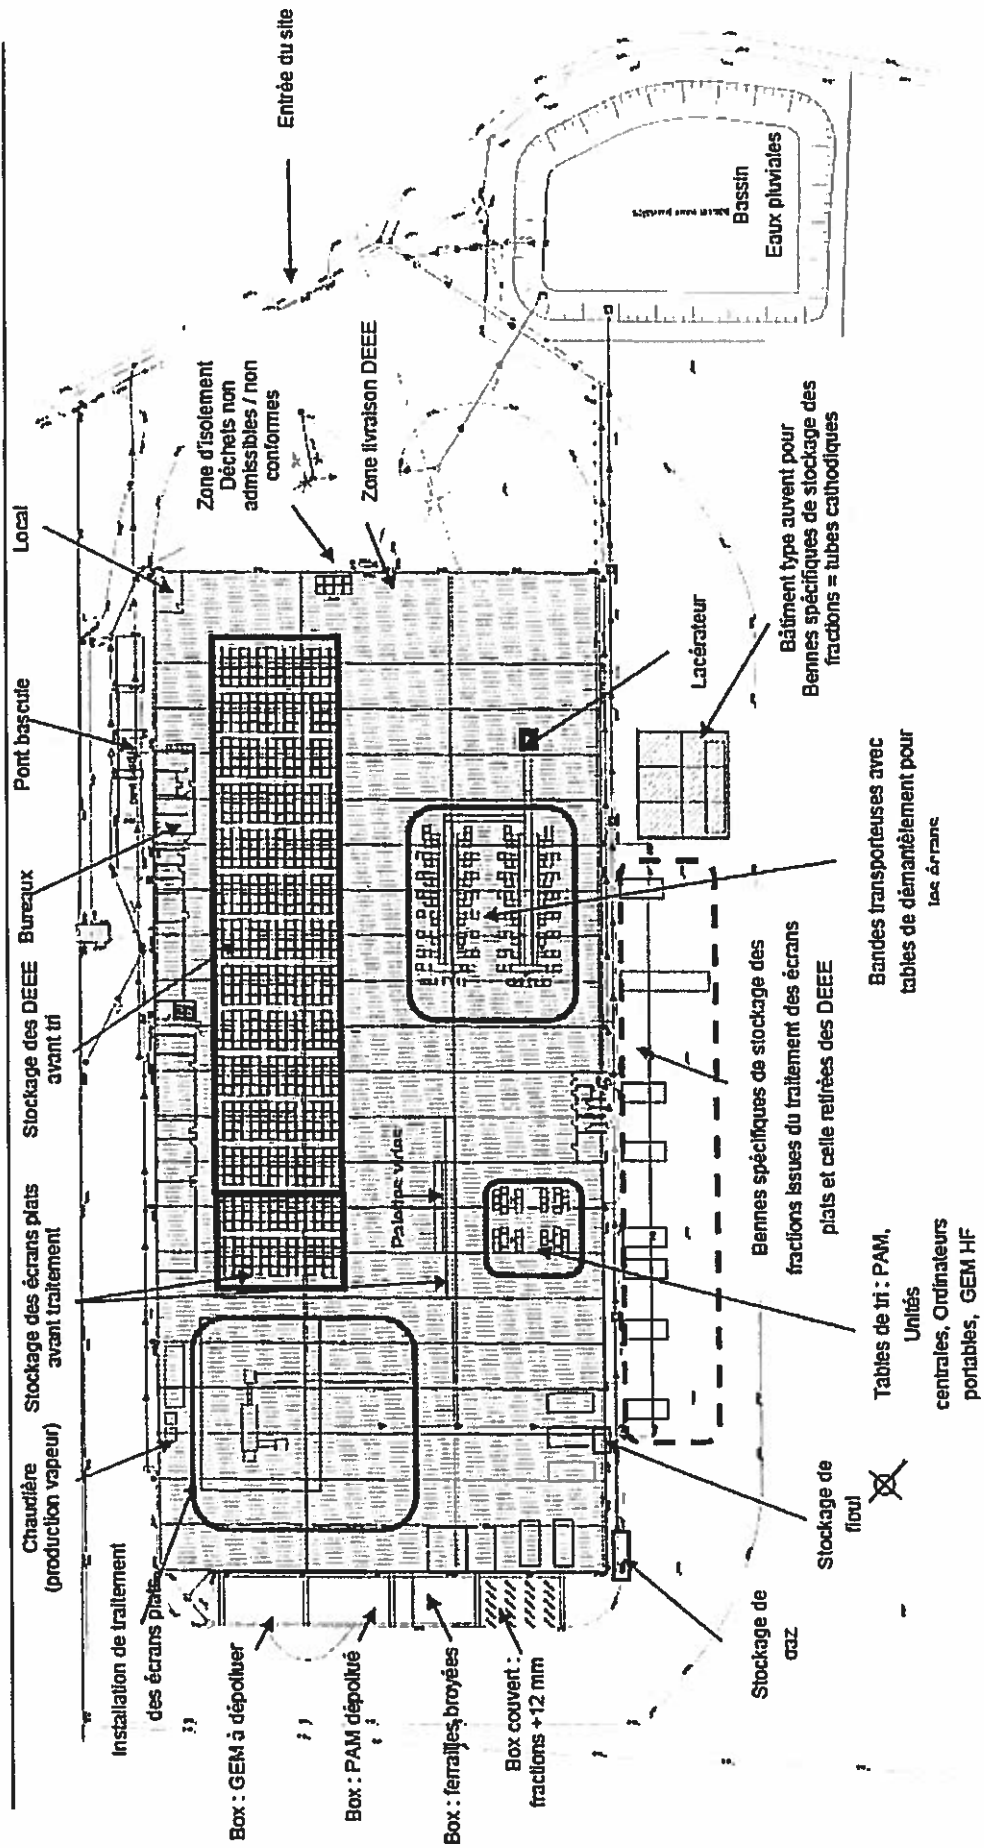 Chaudière
(production vapeur)
Stockage des écrans plats
avant traitement
Stockage des DEEE
avant tri
Bureaux
Pont bascule
Local
Entrée du site
Installation de traitement
des écrans plats
Zone d'isolement
Déchets non
admissibles / non
conformes
Zone livraison DEEE
Bassin
Eaux pluviales
Palettes vides
Box : GEM à dépolluer
Box : PAM dépollué
Box : ferrailles broyées
Box couvert :
fractions +12 mm
Stockage de
gaz
Stockage de
fioul
Tables de tri : PAM,
Unités
centrales, Ordinateurs
portables, GEM HF
Bennes spécifiques de stockage des
fractions issues du traitement des écrans
plats et celle retirées des DEEE
Bandes transporteuses avec
tables de démantèlement pour
les écrans
Lacérateur
Bâtiment type auvent pour
Bennes spécifiques de stockage des
fractions = tubes cathodiques